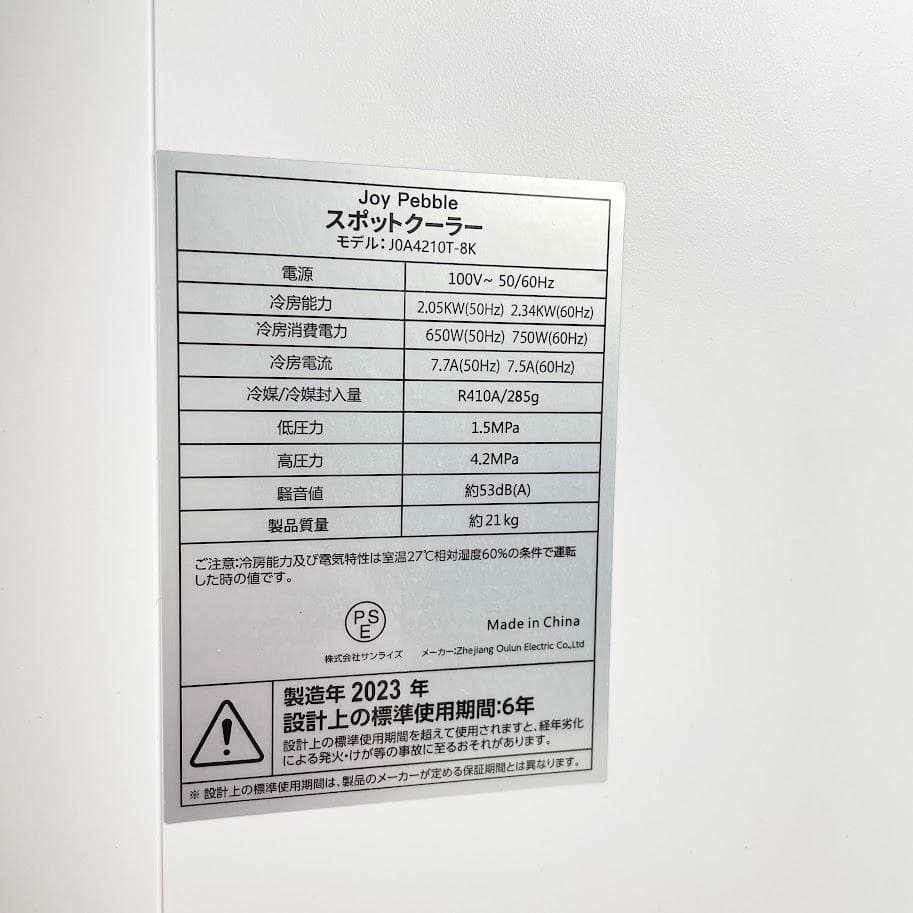 Joy Pebble
スポットクーラー
モデル：J0A4210T-8K
電源 100V~ 50/60Hz
冷房能力 2.05KW(50Hz) 2.34KW(60Hz)
冷房消費電力 650W(50Hz) 750W(60Hz)
冷房電流 7.7A(50Hz) 7.5A(60Hz)
冷媒/冷媒封入量 R410A/285g
低圧力 1.5MPa
高圧力 4.2MPa
騒音値 約53dB(A)
製品質量 約21kg
ご注意：冷房能力及び電気特性は室温27℃相対湿度60%の条件で運転
した時の値です。
PSE
Made in China
株式会社サンライズ メーカー：Zhejiang Oulun Electric Co.,Ltd
製造年 2023 年
設計上の標準使用期間：6年
設計上の標準使用期間を超えて使用されますと、経年劣化
による発火・けが等の事故に至るおそれがあります。
※ 設計上の標準使用期間は、製品のメーカーが定める保証期間とは異なります。